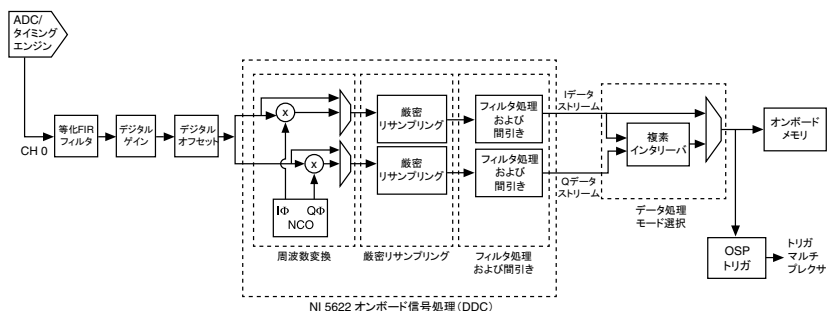 ADC/
タイミング
エンジン
CH 0
等化FIR
フィルタ
デジタル
ゲイン
デジタル
オフセット
x
x
IΦ QΦ
NCO
周波数変換
厳密
リサンプリング
厳密
リサンプリング
厳密リサンプリング
フィルタ処理
および
間引き
フィルタ処理
および
間引き
フィルタ処理
および間引き
Iデータ
ストリーム
Qデータ
ストリーム
複素
インタリーバ
データ処理
モード選択
オンボード
メモリ
OSP
トリガ
トリガ
マルチ
プレクサ
NI 5622 オンボード信号処理(DDC)